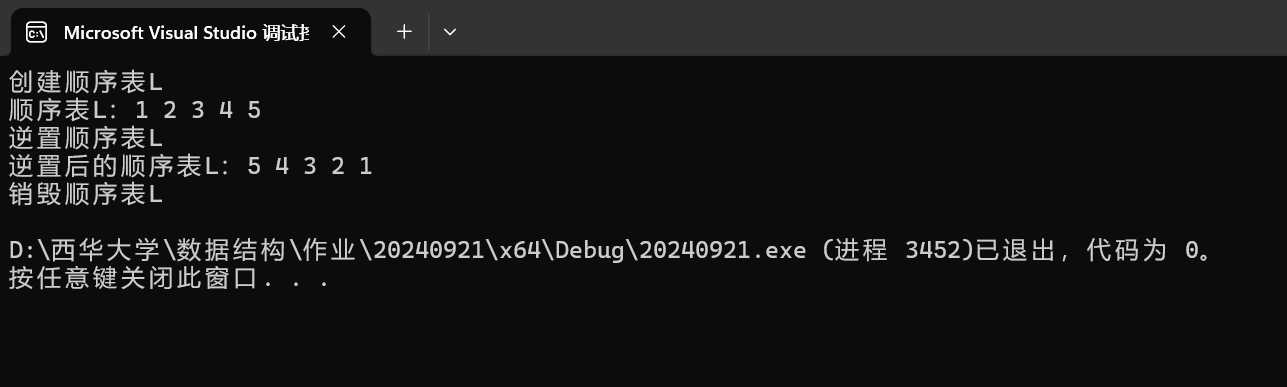 Microsoft Visual Studio 调试
创建顺序表L
顺序表L: 1 2 3 4 5
逆置顺序表L
逆置后的顺序表L: 5 4 3 2 1
销毁顺序表L
D:\西华大学\数据结构\作业\20240921\x64\Debug\20240921.exe (进程 3452)已退出，代码为 0。
按任意键关闭此窗口. . .